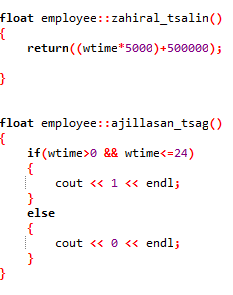 float employee::zahiral_tsalin()
{
return((wtime*5000)+500000);
}
float employee::ajillasan_tsag()
{
if(wtime>0 && wtime<=24)
{
cout << 1 << endl;
}
else
{
cout << 0 << endl;
}
}